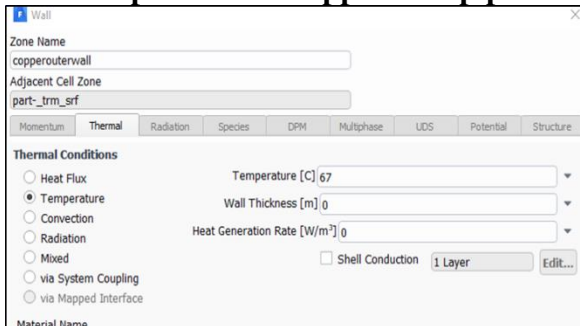 Wall
Zone Name
copperouterwall
Adjacent Cell Zone
part-_trm_srf
Momentum Thermal Radiation Species DPM Multiphase UDS Potential Structure
Thermal Conditions
Heat Flux
Temperature
Convection
Radiation
Mixed
via System Coupling
via Mapped Interface
Temperature [C] 67
Wall Thickness [m] 0
Heat Generation Rate [W/m³] 0
Shell Conduction 1 Layer Edit...
Material Name